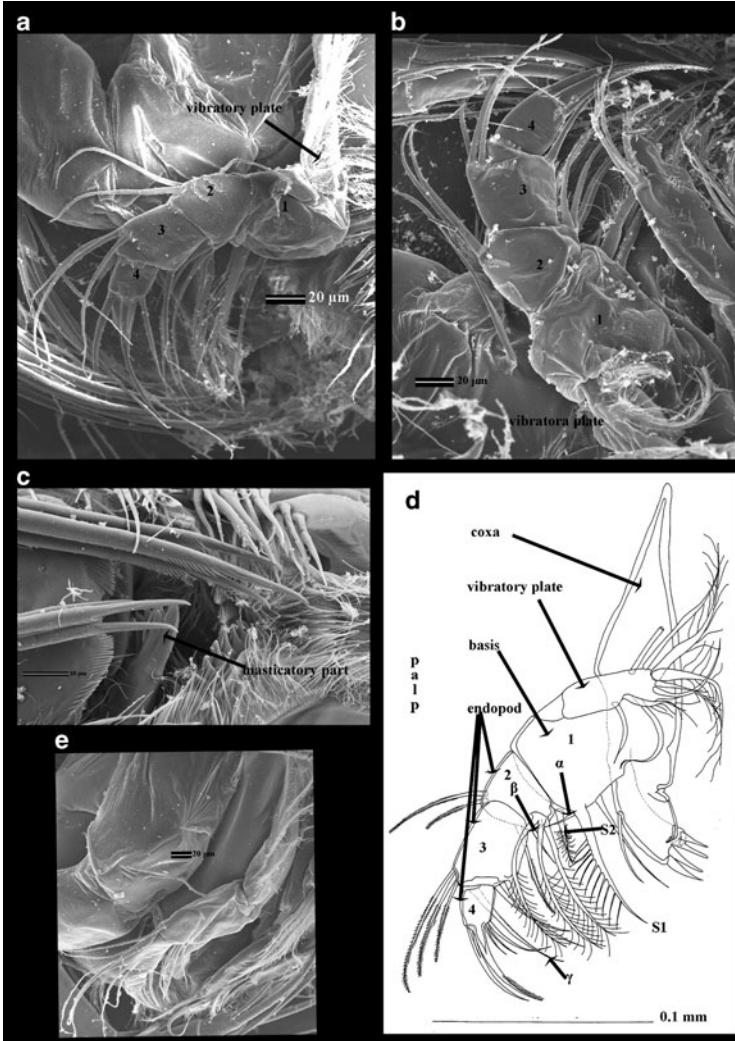 a
vibratory plate
2
1
3
4
20 µm
b
4
3
2
1
20 µm
vibratora plate
c
masticatory part
d
coxa
vibratory plate
basis
palp
endopod
1
α
2
β
S2
3
4
S1
γ
0.1 mm
e
20 µm